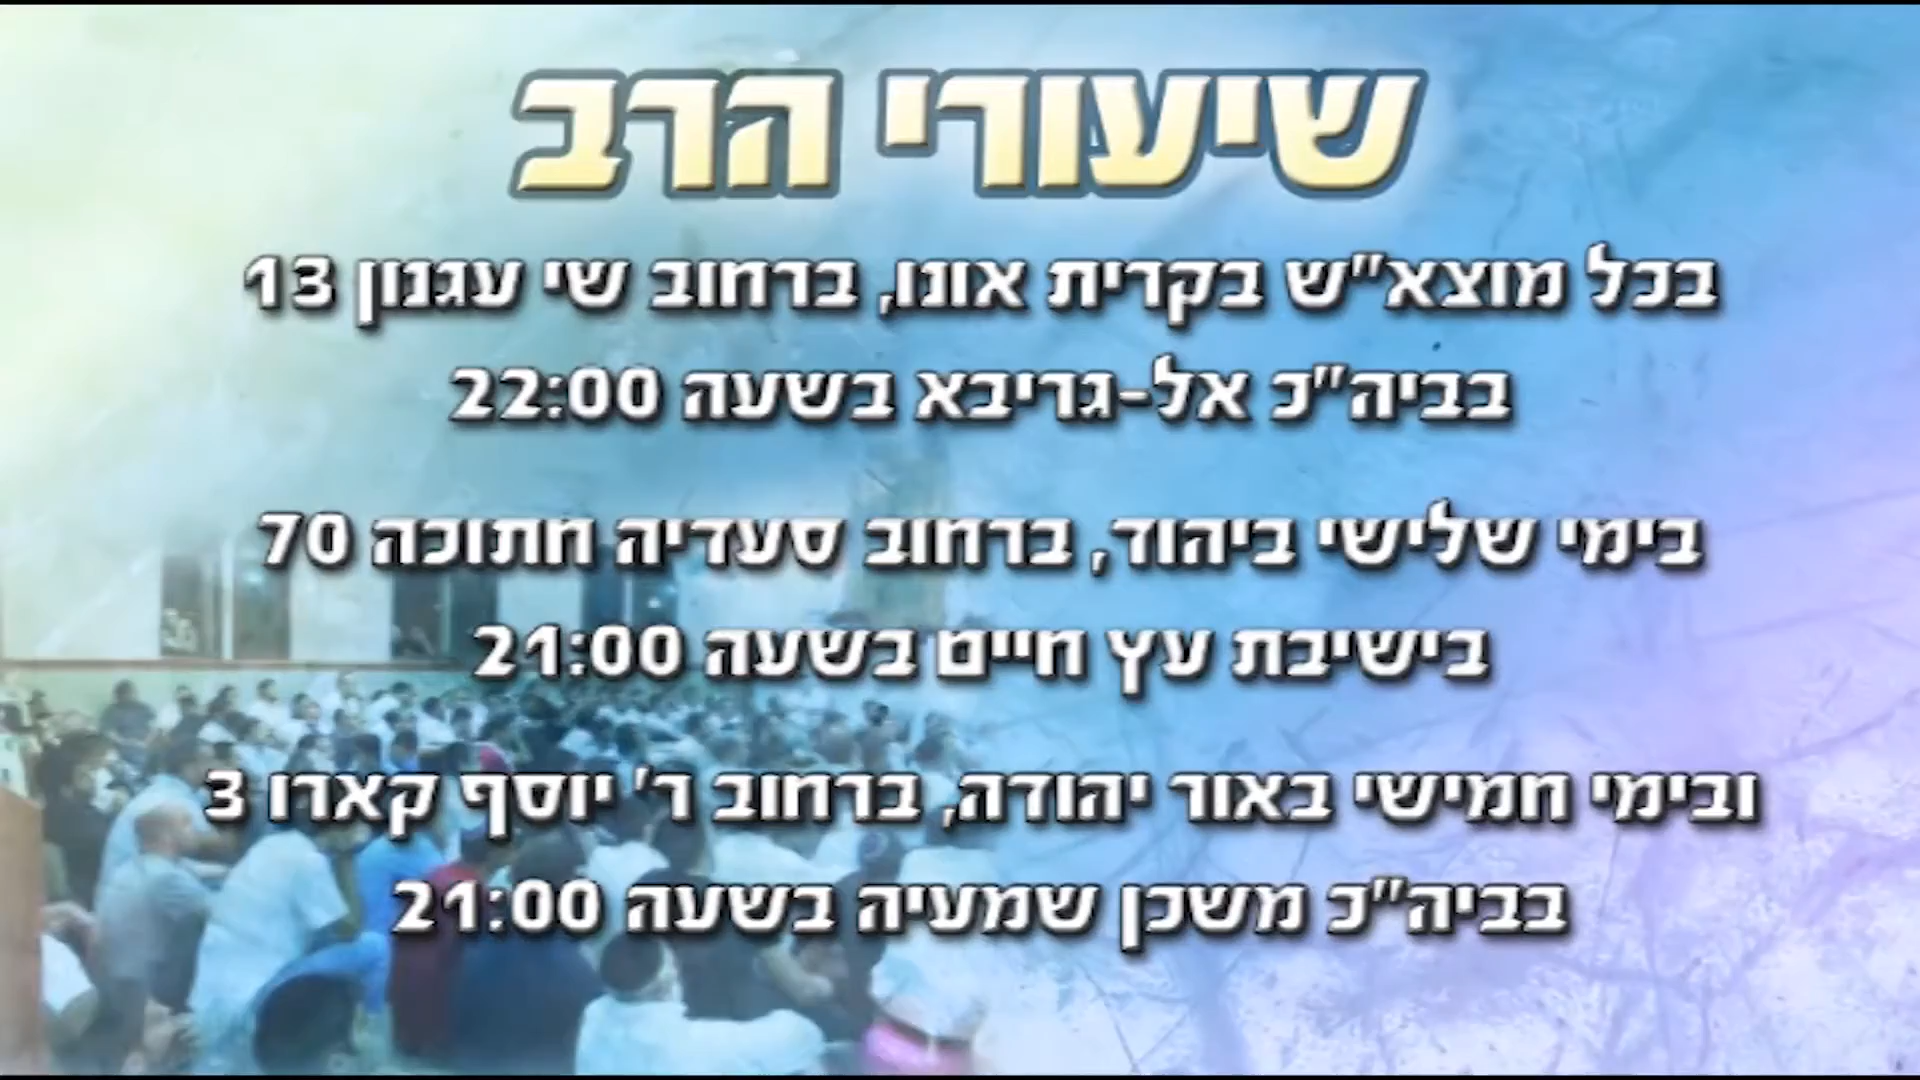 שיעורי הרב
בכל מוצא"ש בקרית אונו, ברחוב שי עגנון 13
בביה"כ אל-גריבא בשעה 22:00
בימי שלישי ביהוד, ברחוב סעדיה חתוכה 70
בישיבת עץ חיים בשעה 21:00
ובימי חמישי באור יהודה, ברחוב ר' יוסף קארו 3
בביה"כ משכן שמעיה בשעה 21:00